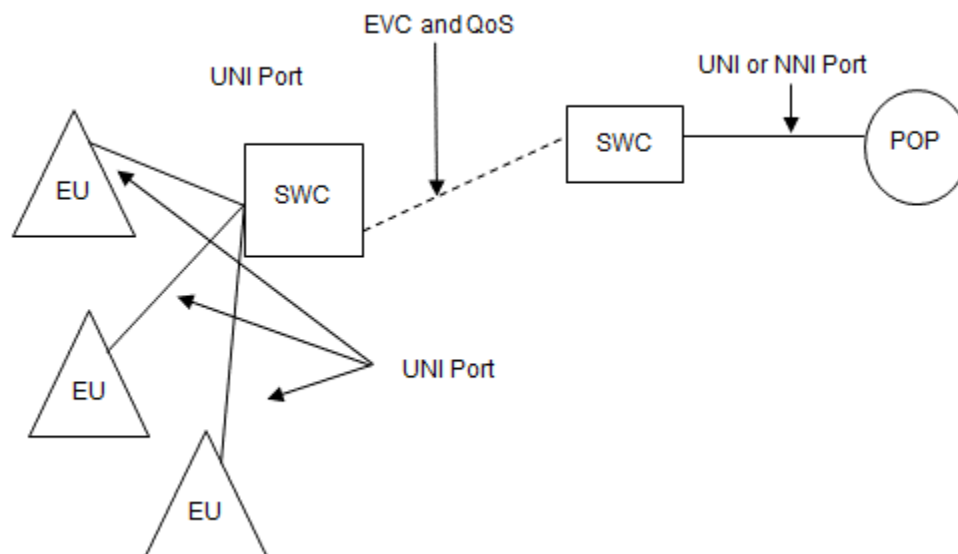 EVC and QoS
UNI Port
UNI or NNI Port
SWC
POP
EU
SWC
UNI Port
EU
EU